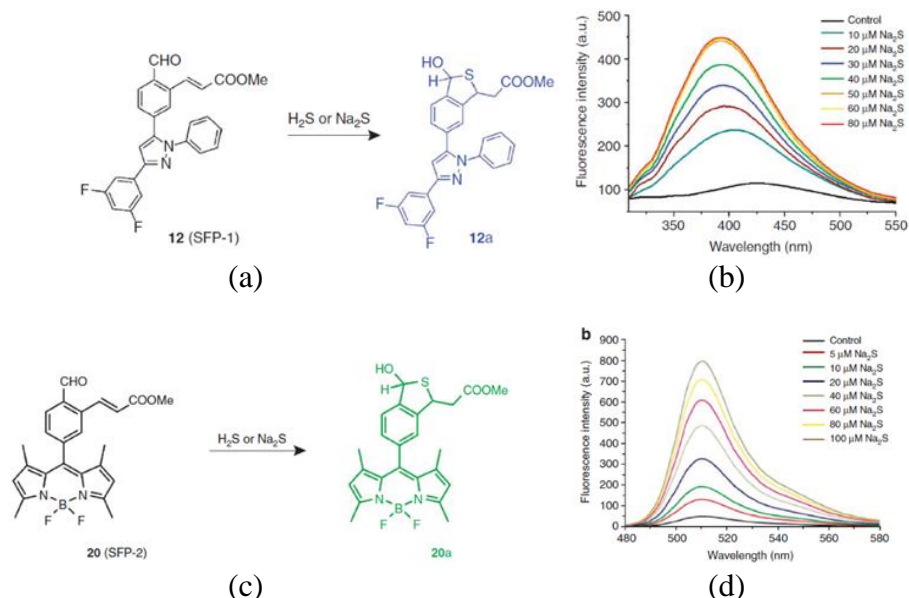 CHO
COOMe
N
N
F
F
12 (SFP-1)
H₂S or Na₂S
HO
H
S
COOMe
N
N
F
F
12a
(a)
500
400
300
200
100
350
400
450
500
550
Fluorescence intensity (a.u.)
Wavelength (nm)
Control
10 μM Na₂S
20 μM Na₂S
30 μM Na₂S
40 μM Na₂S
50 μM Na₂S
60 μM Na₂S
80 μM Na₂S
(b)
CHO
COOMe
N
N
B
F
F
20 (SFP-2)
H₂S or Na₂S
HO
H
S
COOMe
N
N
B
F
F
20a
(c)
b
900
800
700
600
500
400
300
200
100
0
480
500
520
540
560
580
Fluorescence intensity (a.u.)
Wavelength (nm)
Control
5 μM Na₂S
10 μM Na₂S
20 μM Na₂S
40 μM Na₂S
60 μM Na₂S
80 μM Na₂S
100 μM Na₂S
(d)